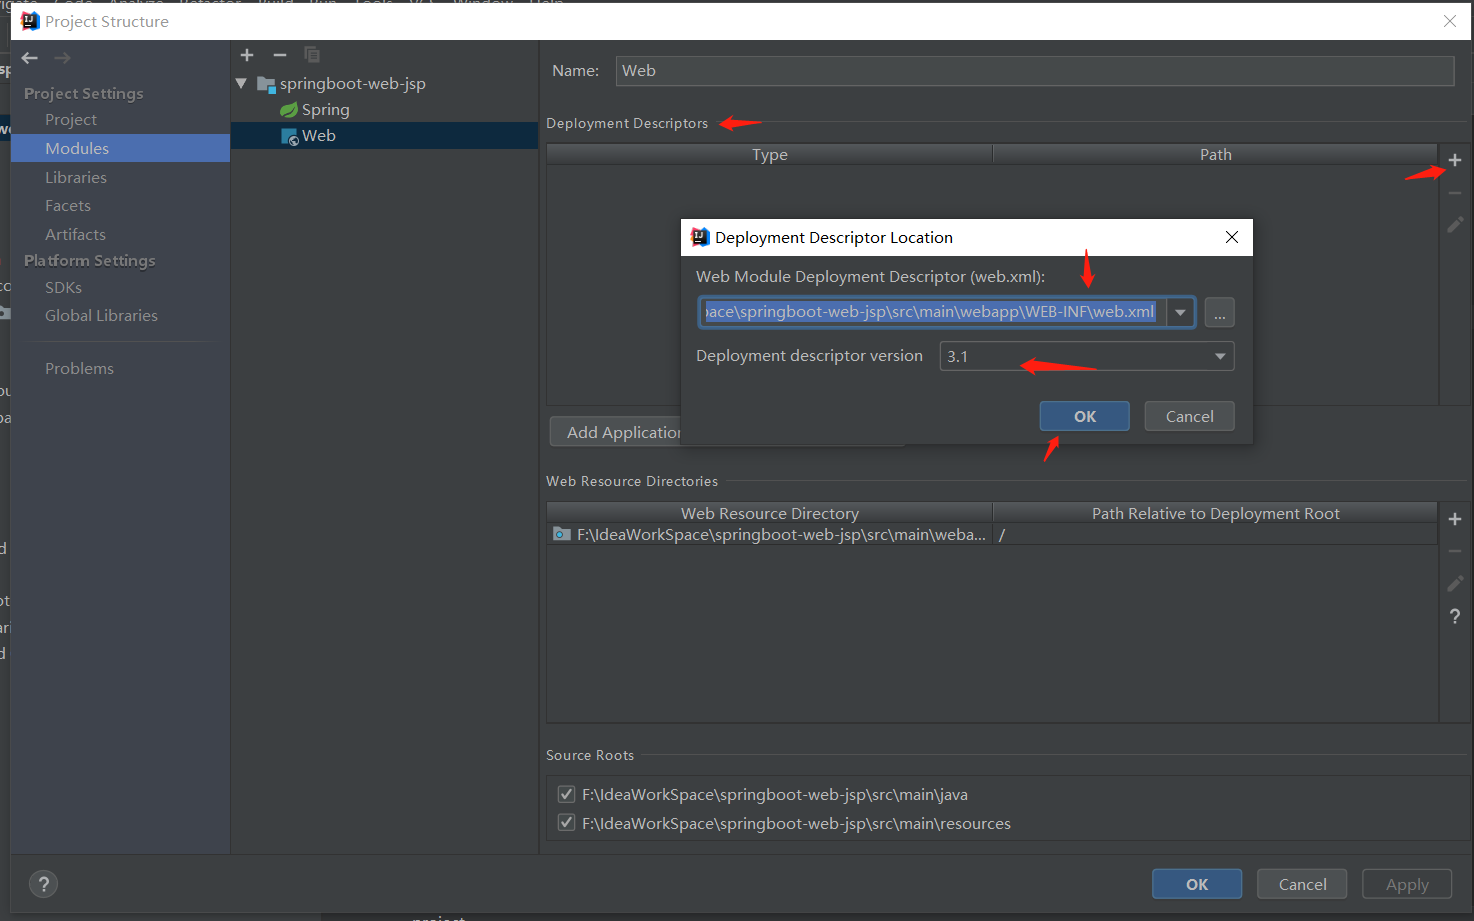 Project Structure
Project Settings
Project
Modules
Libraries
Facets
Artifacts
Platform Settings
SDKs
Global Libraries
Problems
springboot-web-jsp
Spring
Web
Name: Web
Deployment Descriptors
Type Path
Deployment Descriptor Location
Web Module Deployment Descriptor (web.xml):
pace\springboot-web-jsp\src\main\webapp\WEB-INF\web.xml ...
Deployment descriptor version 3.1
OK Cancel
Add Application
Web Resource Directories
Web Resource Directory Path Relative to Deployment Root
F:\IdeaWorkSpace\springboot-web-jsp\src\main\weba... /
?
Source Roots
F:\IdeaWorkSpace\springboot-web-jsp\src\main\java
F:\IdeaWorkSpace\springboot-web-jsp\src\main\resources
? OK Cancel Apply